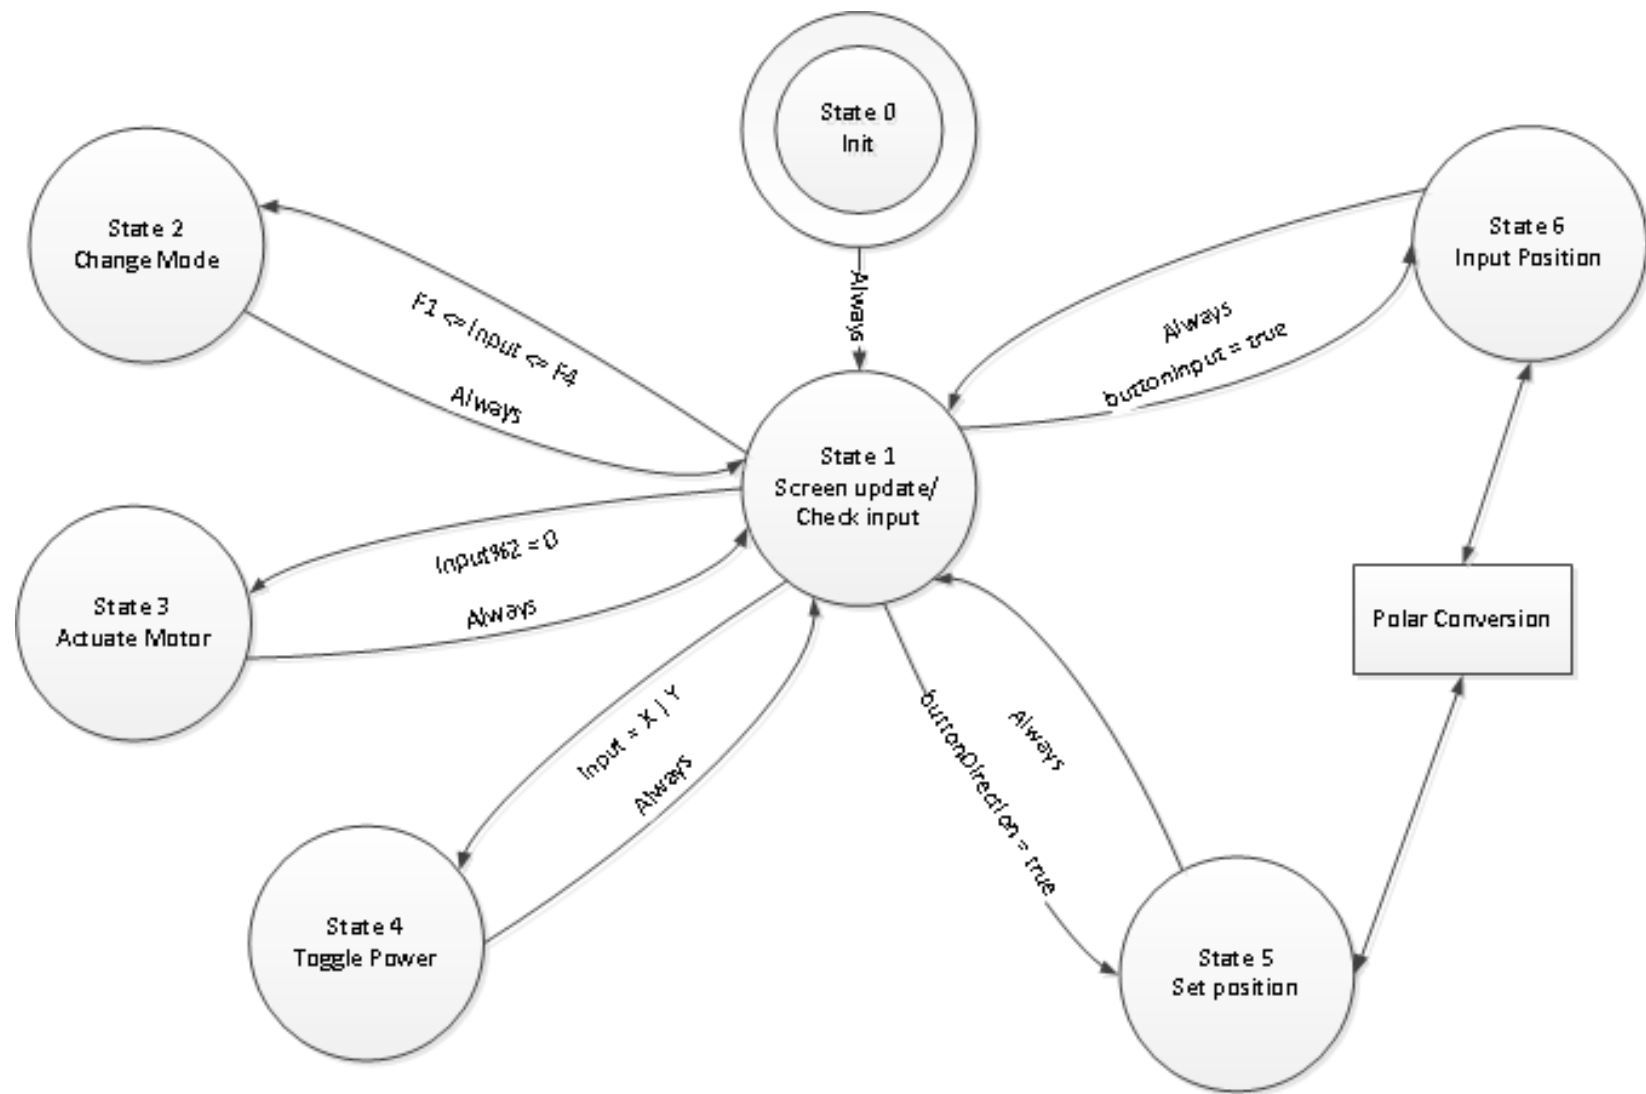 State 0
Init
State 2
Change Mode
State 6
Input Position
Always
F1 <= Input <= F4
Always
Always
buttonInput = true
State 1
Screen update/
Check input
Input%2 = 0
Always
State 3
Actuate Motor
Polar Conversion
Input = X | Y
Always
buttonDirection = true
Always
State 4
Toggle Power
State 5
Set position